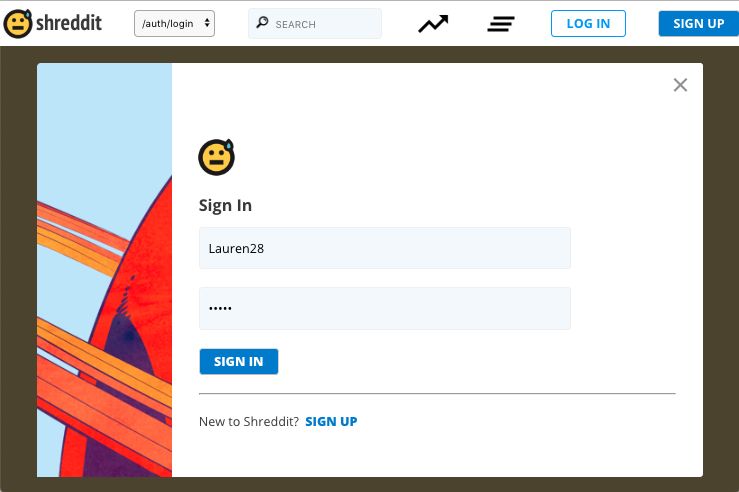 shreddit
/auth/login
SEARCH
LOG IN
SIGN UP
Sign In
Lauren28
•••••
SIGN IN
New to Shreddit? SIGN UP